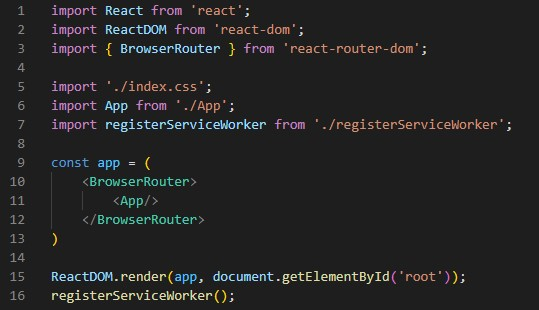 1 import React from 'react';
2 import ReactDOM from 'react-dom';
3 import { BrowserRouter } from 'react-router-dom';
4
5 import './index.css';
6 import App from './App';
7 import registerServiceWorker from './registerServiceWorker';
8
9 const app = (
10     <BrowserRouter>
11         <App/>
12     </BrowserRouter>
13 )
14
15 ReactDOM.render(app, document.getElementById('root'));
16 registerServiceWorker();